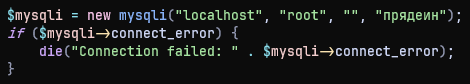 $mysqli = new mysqli("localhost", "root", "", "прядеин");
if ($mysqli->connect_error) {
    die("Connection failed: " . $mysqli->connect_error);
}